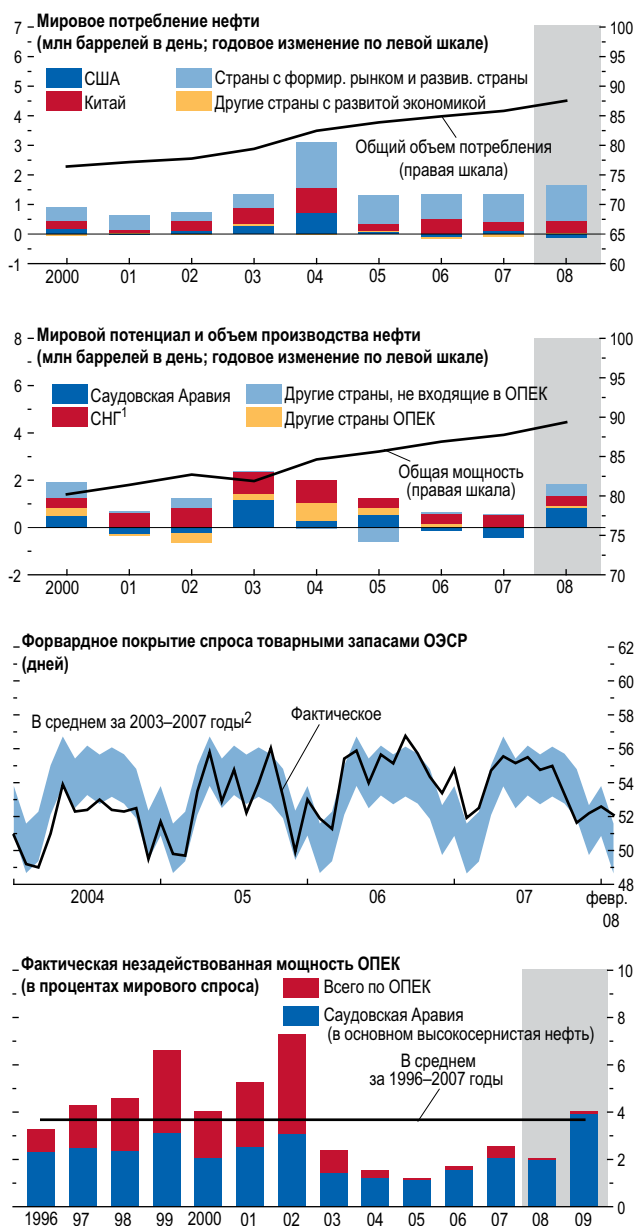 Мировое потребление нефти
(млн баррелей в день; годовое изменение по левой шкале)
США
Страны с формир. рынком и развив. страны
Китай
Другие страны с развитой экономикой
Общий объем потребления
(правая шкала)
7
6
5
4
3
2
1
0
-1
100
95
90
85
80
75
70
65
60
2000 01 02 03 04 05 06 07 08
Мировой потенциал и объем производства нефти
(млн баррелей в день; годовое изменение по левой шкале)
Саудовская Аравия
Другие страны, не входящие в ОПЕК
СНГ1
Другие страны ОПЕК
Общая мощность
(правая шкала)
8
6
4
2
0
-2
100
95
90
85
80
75
70
2000 01 02 03 04 05 06 07 08
Форвардное покрытие спроса товарными запасами ОЭСР
(дней)
В среднем за 2003–2007 годы2
Фактическое
62
60
58
56
54
52
50
48
2004 05 06 07 февр.
08
Фактическая незадействованная мощность ОПЕК
(в процентах мирового спроса)
Всего по ОПЕК
Саудовская Аравия
(в основном высокосернистая нефть)
В среднем
за 1996–2007 годы
10
8
6
4
2
0
1996 97 98 99 2000 01 02 03 04 05 06 07 08 09